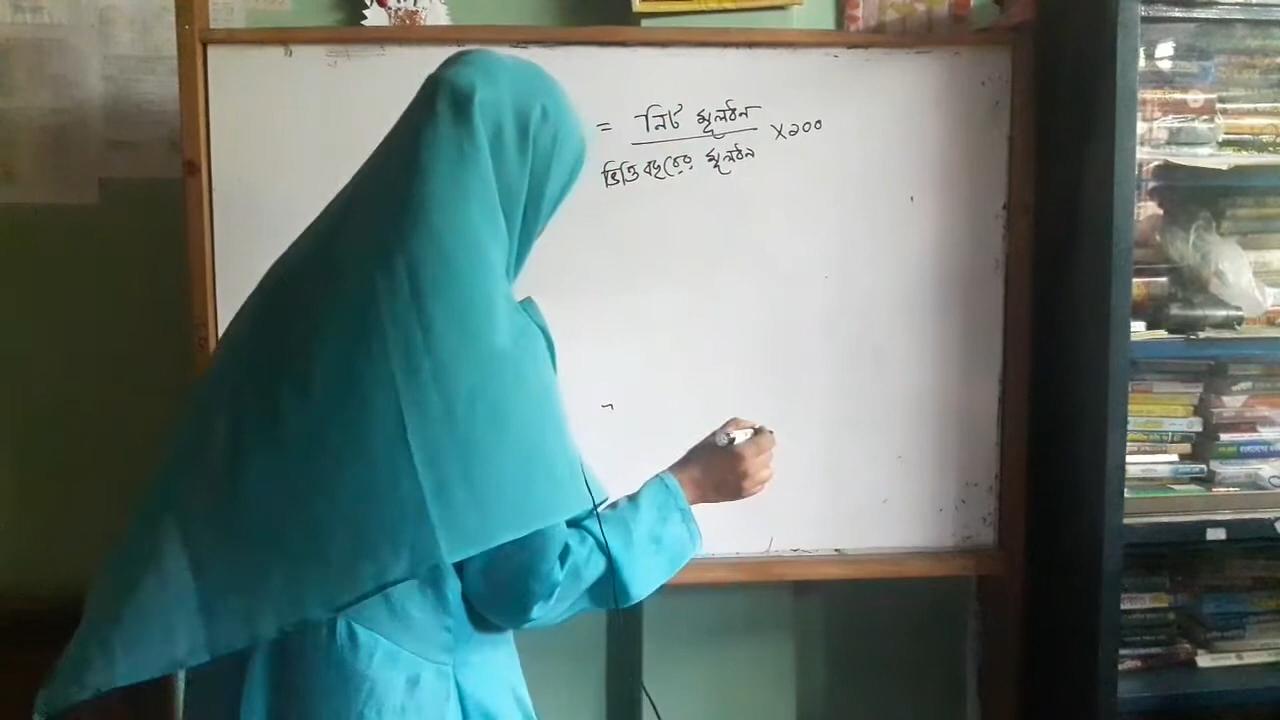 = নিট মূলধন
ভিত্তি বছরের মূলধন ×১০০